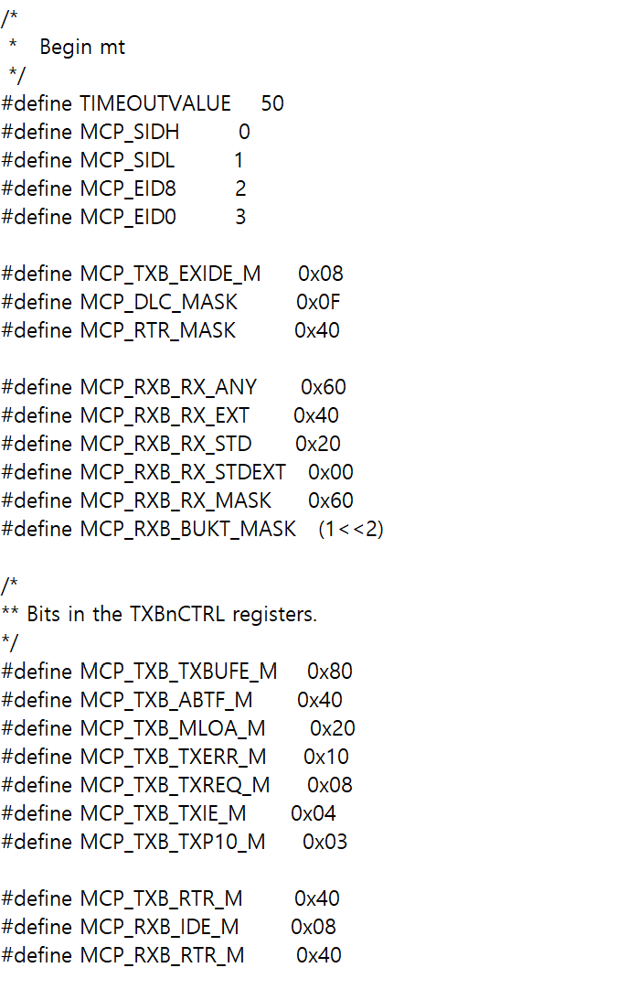 /*
 *   Begin mt
 */
#define TIMEOUTVALUE    50
#define MCP_SIDH        0
#define MCP_SIDL        1
#define MCP_EID8        2
#define MCP_EID0        3

#define MCP_TXB_EXIDE_M     0x08
#define MCP_DLC_MASK        0x0F
#define MCP_RTR_MASK        0x40

#define MCP_RXB_RX_ANY      0x60
#define MCP_RXB_RX_EXT      0x40
#define MCP_RXB_RX_STD      0x20
#define MCP_RXB_RX_STDEXT   0x00
#define MCP_RXB_RX_MASK     0x60
#define MCP_RXB_BUKT_MASK   (1<<2)

/*
** Bits in the TXBnCTRL registers.
*/
#define MCP_TXB_TXBUFE_M    0x80
#define MCP_TXB_ABTF_M      0x40
#define MCP_TXB_MLOA_M      0x20
#define MCP_TXB_TXERR_M     0x10
#define MCP_TXB_TXREQ_M     0x08
#define MCP_TXB_TXIE_M      0x04
#define MCP_TXB_TXP10_M     0x03

#define MCP_TXB_RTR_M       0x40
#define MCP_RXB_IDE_M       0x08
#define MCP_RXB_RTR_M       0x40